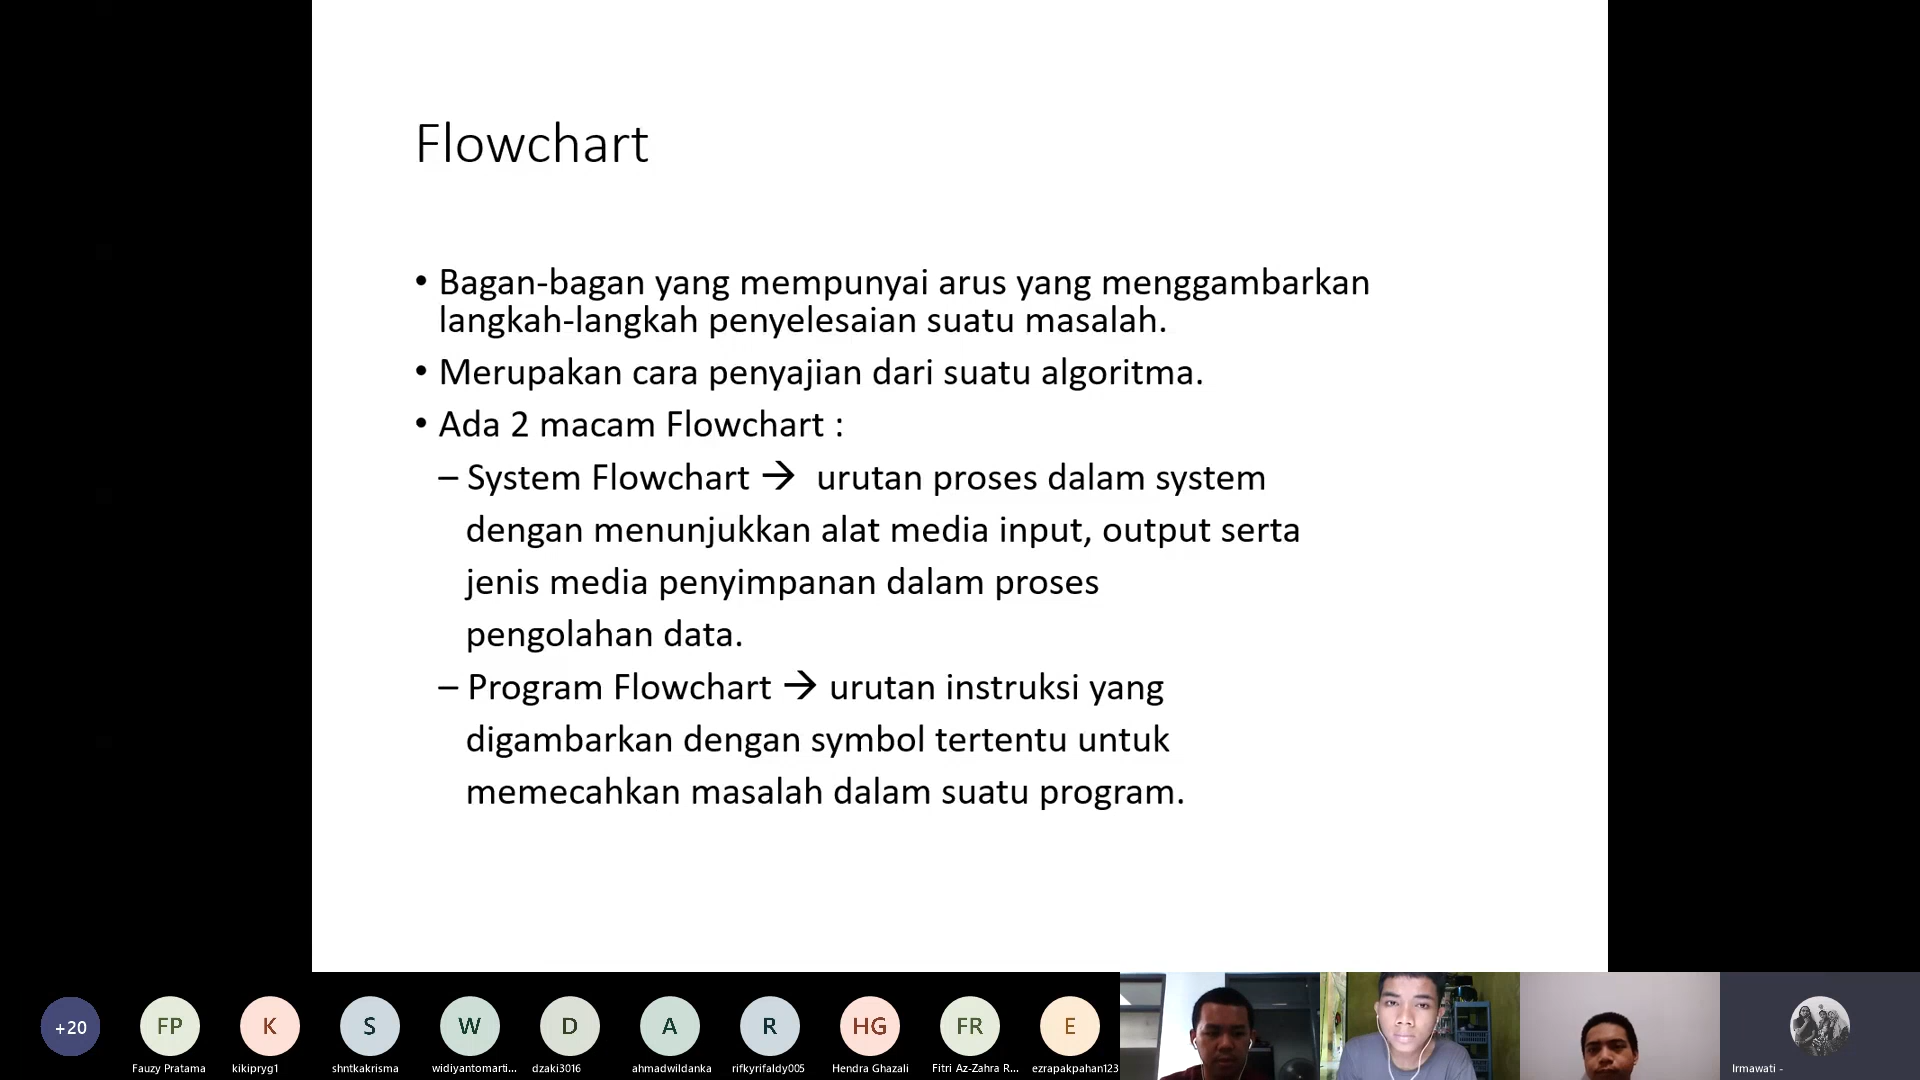 Flowchart
• Bagan-bagan yang mempunyai arus yang menggambarkan
langkah-langkah penyelesaian suatu masalah.
• Merupakan cara penyajian dari suatu algoritma.
• Ada 2 macam Flowchart :
– System Flowchart → urutan proses dalam system
dengan menunjukkan alat media input, output serta
jenis media penyimpanan dalam proses
pengolahan data.
– Program Flowchart → urutan instruksi yang
digambarkan dengan symbol tertentu untuk
memecahkan masalah dalam suatu program.
+20 FP K S W D A R HG FR E
Fauzy Pratama kikipryg1 shntkakrisma widiyantomarti... dzaki3016 ahmadwildanka rifkyrifaldy005 Hendra Ghazali Fitri Az-Zahra R... ezrapakpahan123 Irmawati -